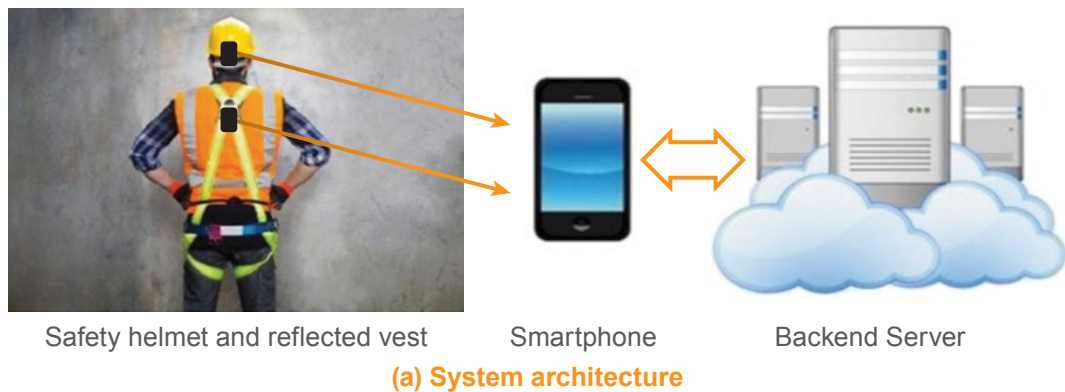 Safety helmet and reflected vest
Smartphone
Backend Server
(a) System architecture